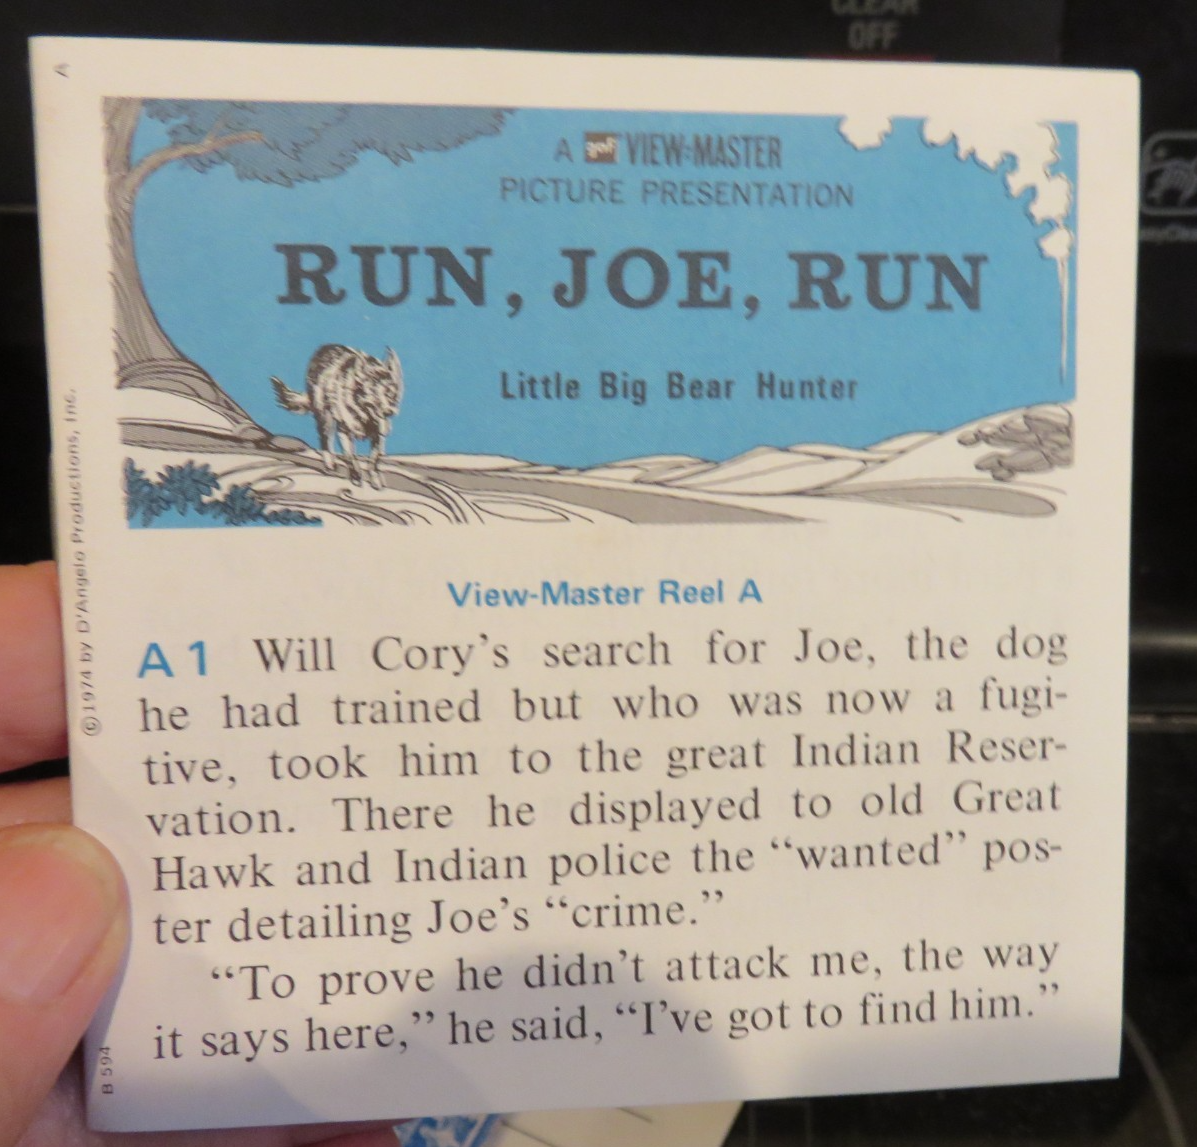 CLEAR
OFF
A
A gaf VIEW-MASTER
PICTURE PRESENTATION
RUN, JOE, RUN
Little Big Bear Hunter
©1974 by D'Angelo Productions, Inc.
View-Master Reel A
A 1 Will Cory's search for Joe, the dog
he had trained but who was now a fugi-
tive, took him to the great Indian Reser-
vation. There he displayed to old Great
Hawk and Indian police the “wanted” pos-
ter detailing Joe's “crime.”
“To prove he didn't attack me, the way
it says here,” he said, “I've got to find him.”
B 594